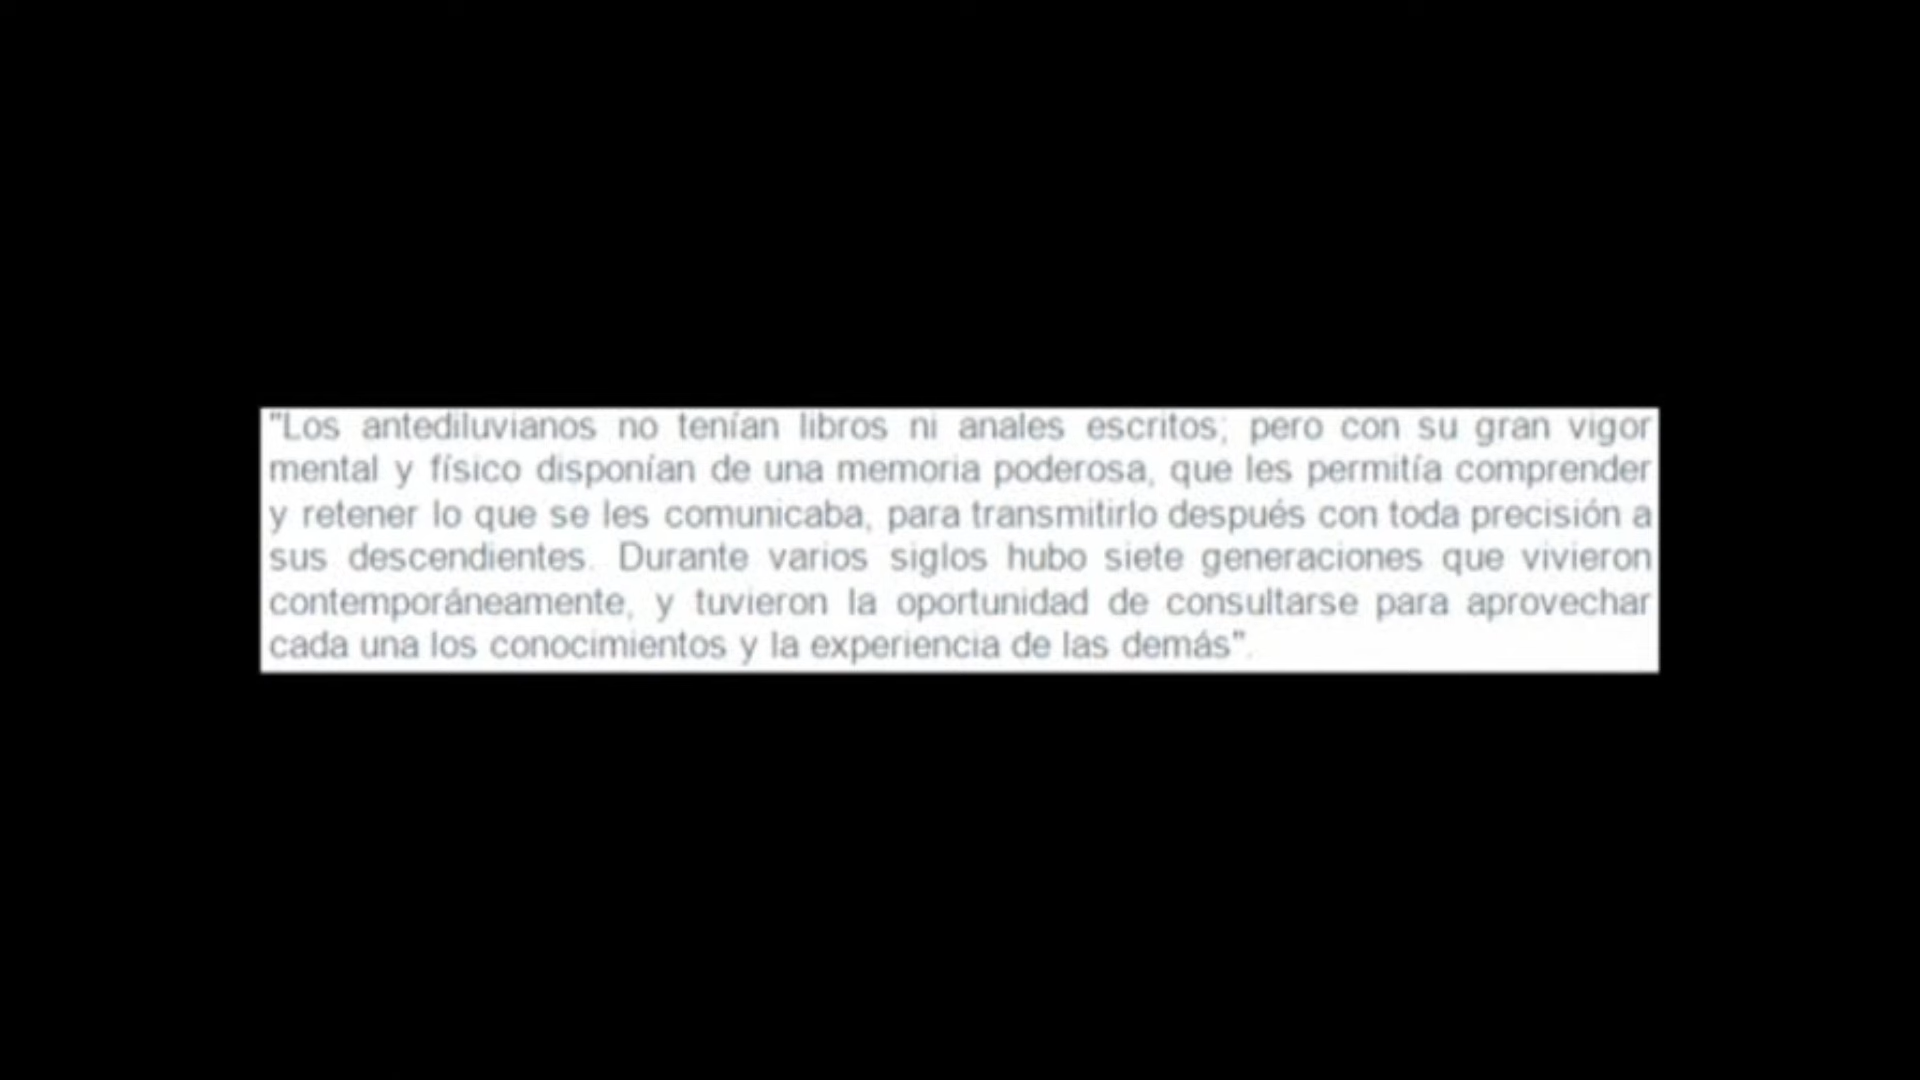 "Los antediluvianos no tenían libros ni anales escritos; pero con su gran vigor
mental y físico disponían de una memoria poderosa, que les permitía comprender
y retener lo que se les comunicaba, para transmitirlo después con toda precisión a
sus descendientes. Durante varios siglos hubo siete generaciones que vivieron
contemporáneamente, y tuvieron la oportunidad de consultarse para aprovechar
cada una los conocimientos y la experiencia de las demás".